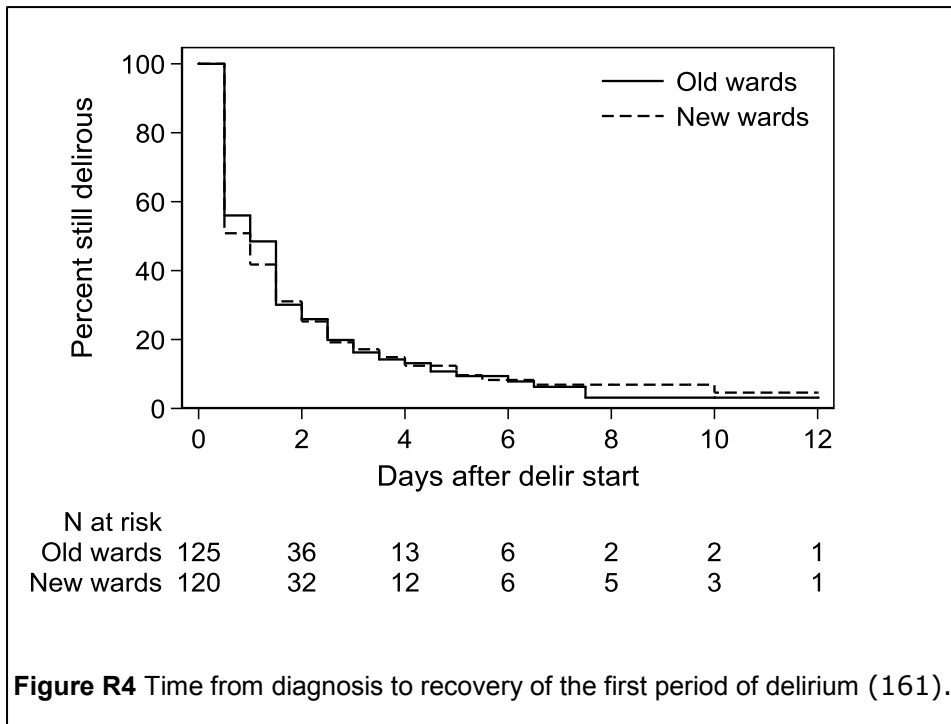 100
80
60
40
20
0
Percent still delirous
Old wards
New wards
0 2 4 6 8 10 12
Days after delir start
N at risk
Old wards 125 36 13 6 2 2 1
New wards 120 32 12 6 5 3 1
Figure R4 Time from diagnosis to recovery of the first period of delirium (161).